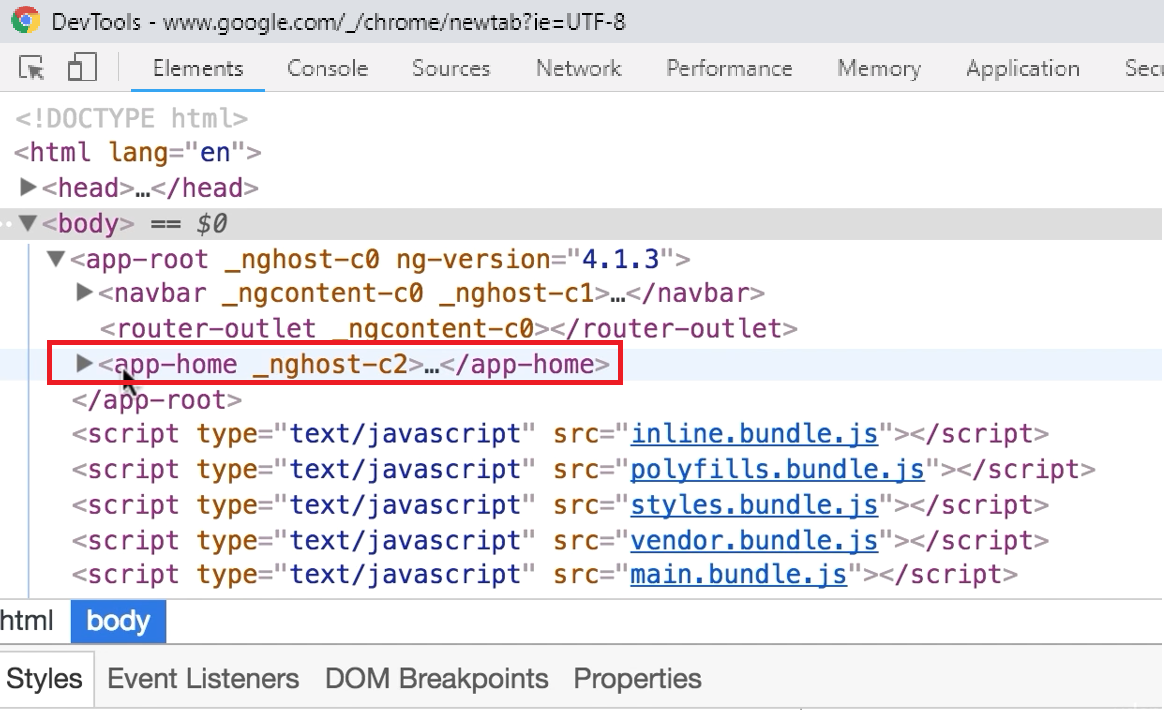 DevTools - www.google.com/_/chrome/newtab?ie=UTF-8
Elements Console Sources Network Performance Memory Application
<!DOCTYPE html>
<html lang="en">
▶<head>…</head>
▼<body> == $0
▼<app-root _nghost-c0 ng-version="4.1.3">
▶<navbar _ngcontent-c0 _nghost-c1>…</navbar>
<router-outlet _ngcontent-c0></router-outlet>
▶<app-home _nghost-c2>…</app-home>
</app-root>
<script type="text/javascript" src="inline.bundle.js"></script>
<script type="text/javascript" src="polyfills.bundle.js"></script>
<script type="text/javascript" src="styles.bundle.js"></script>
<script type="text/javascript" src="vendor.bundle.js"></script>
<script type="text/javascript" src="main.bundle.js"></script>
html body
Styles Event Listeners DOM Breakpoints Properties